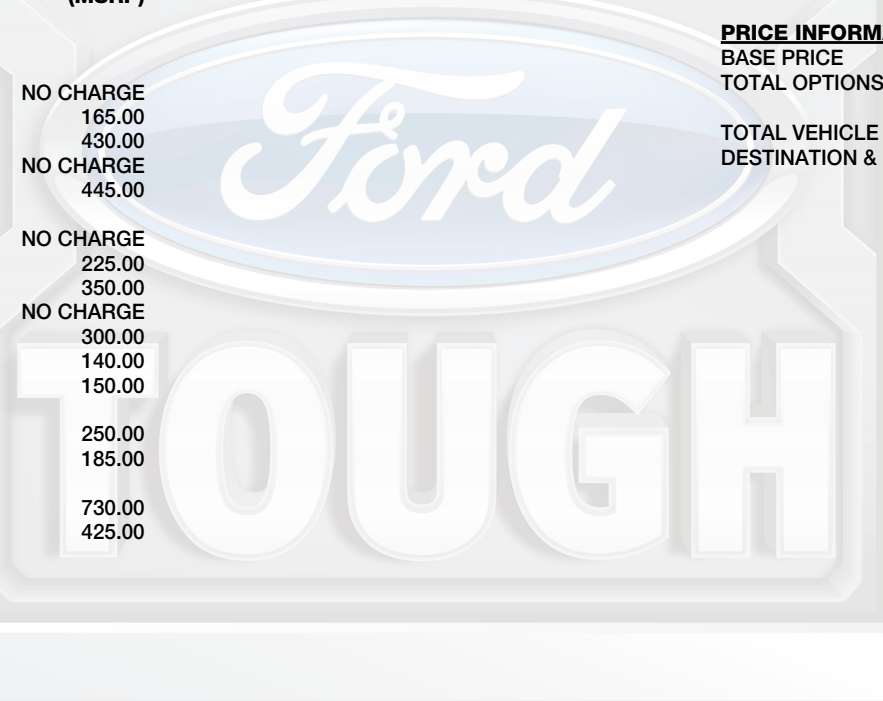 (MSRP)
NO CHARGE
165.00
430.00
NO CHARGE
445.00
NO CHARGE
225.00
350.00
NO CHARGE
300.00
140.00
150.00
250.00
185.00
730.00
425.00
PRICE INFORMA
BASE PRICE
TOTAL OPTIONS
TOTAL VEHICLE
DESTINATION &
Ford
TOUGH